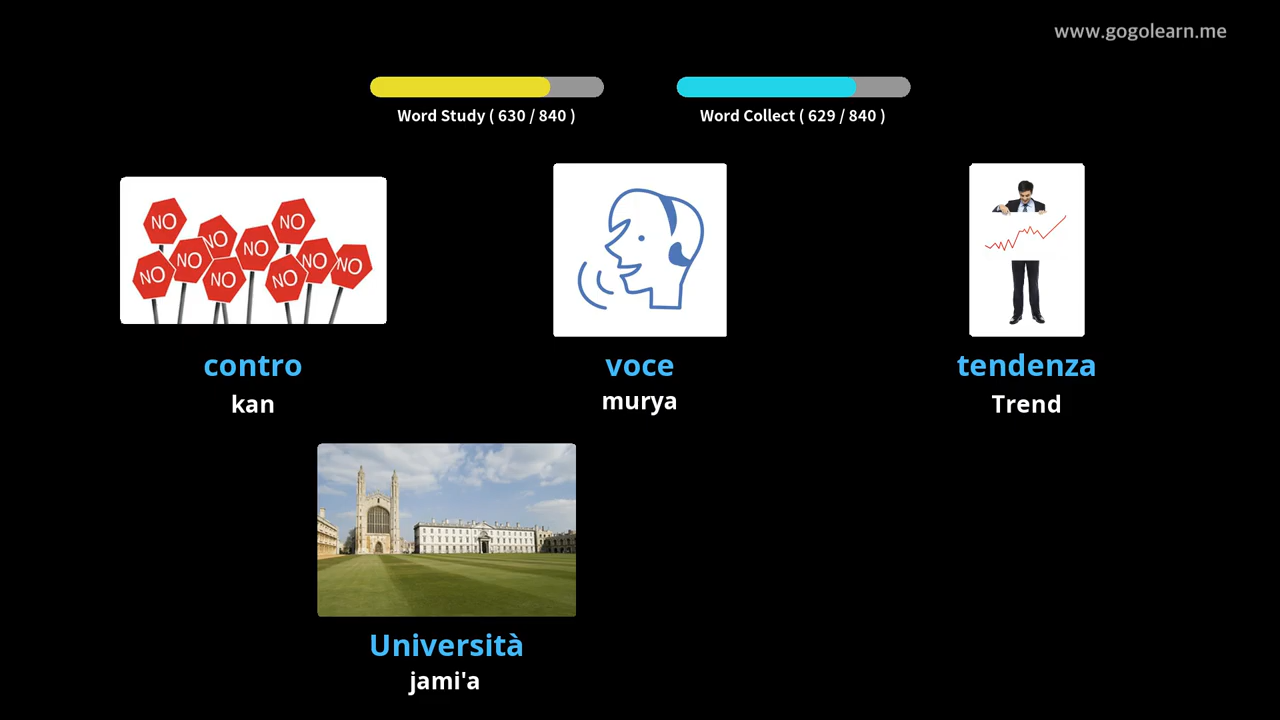 www.gogolearn.me
Word Study ( 630 / 840 )
Word Collect ( 629 / 840 )
NO
NO
NO
NO
NO
NO
NO
NO
NO
NO
contro
kan
voce
murya
tendenza
Trend
Università
jami'a